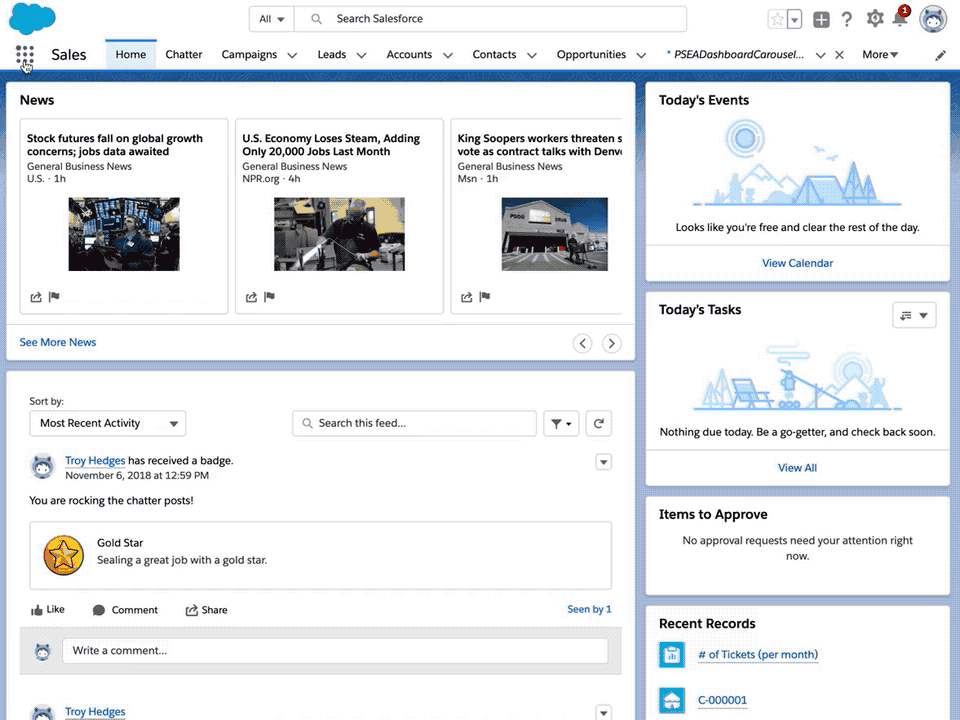 All
Search Salesforce
1
Sales
Home
Chatter
Campaigns
Leads
Accounts
Contacts
Opportunities
* PSEADashboardCarousel...
More
News
Stock futures fall on global growth
concerns; jobs data awaited
General Business News
U.S. · 1h
U.S. Economy Loses Steam, Adding
Only 20,000 Jobs Last Month
General Business News
NPR.org · 4h
King Soopers workers threaten s
vote as contract talks with Denve
General Business News
Msn · 1h
See More News
Sort by:
Most Recent Activity
Search this feed...
Troy Hedges has received a badge.
November 6, 2018 at 12:59 PM
You are rocking the chatter posts!
Gold Star
Sealing a great job with a gold star.
Like
Comment
Share
Seen by 1
Write a comment...
Troy Hedges
Today's Events
Looks like you're free and clear the rest of the day.
View Calendar
Today's Tasks
Nothing due today. Be a go-getter, and check back soon.
View All
Items to Approve
No approval requests need your attention right
now.
Recent Records
# of Tickets (per month)
C-000001